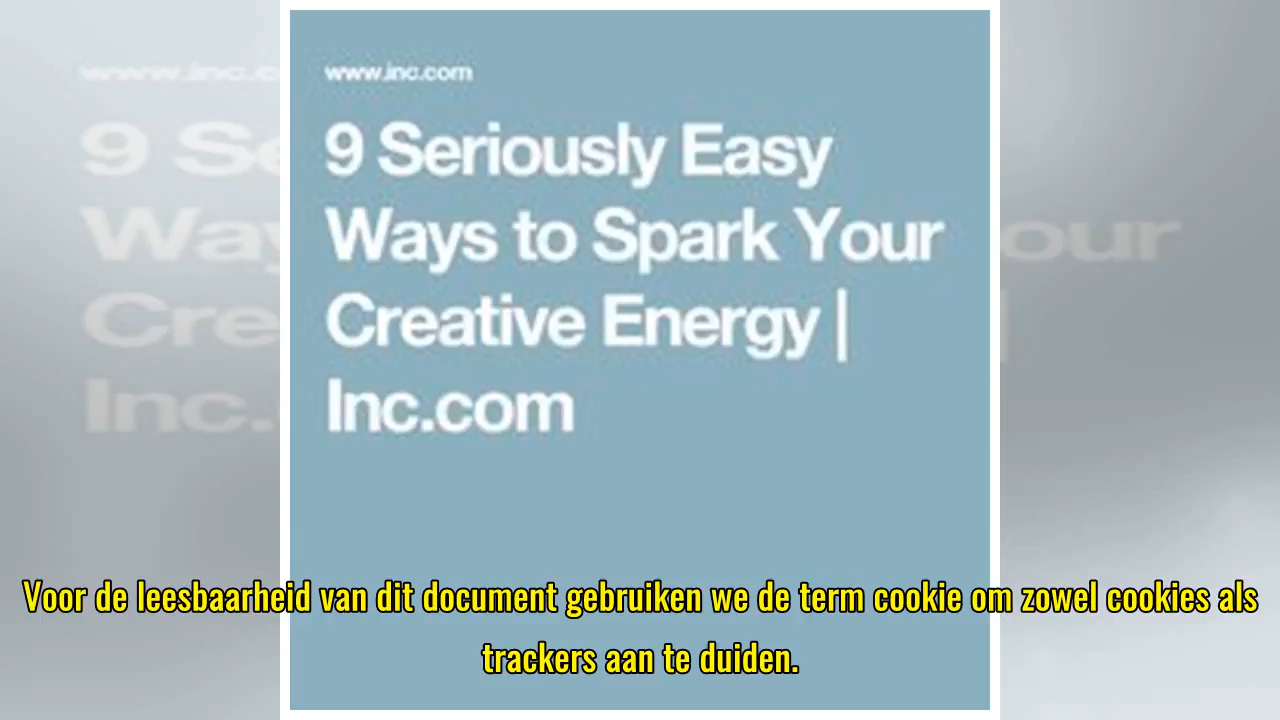 www.inc.com
9 Seriously Easy
Ways to Spark Your
Creative Energy |
Inc.com
Voor de leesbaarheid van dit document gebruiken we de term cookie om zowel cookies als
trackers aan te duiden.